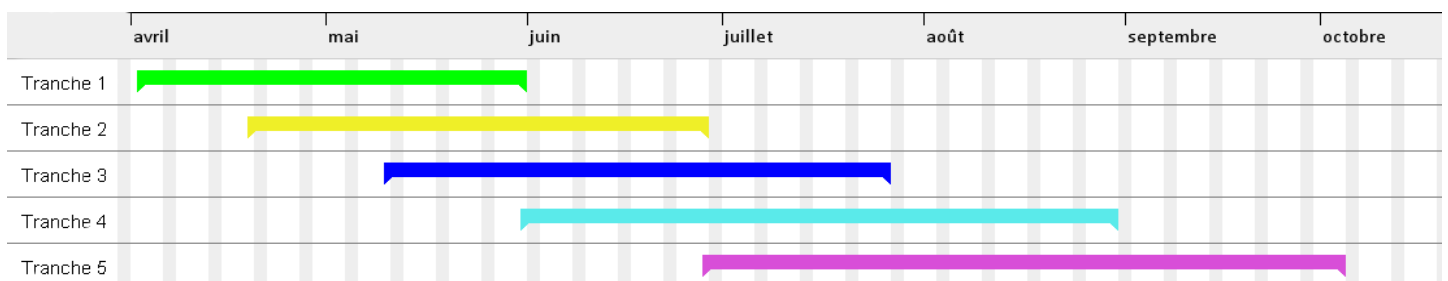 avril mai juin juillet août septembre octobre
Tranche 1
Tranche 2
Tranche 3
Tranche 4
Tranche 5